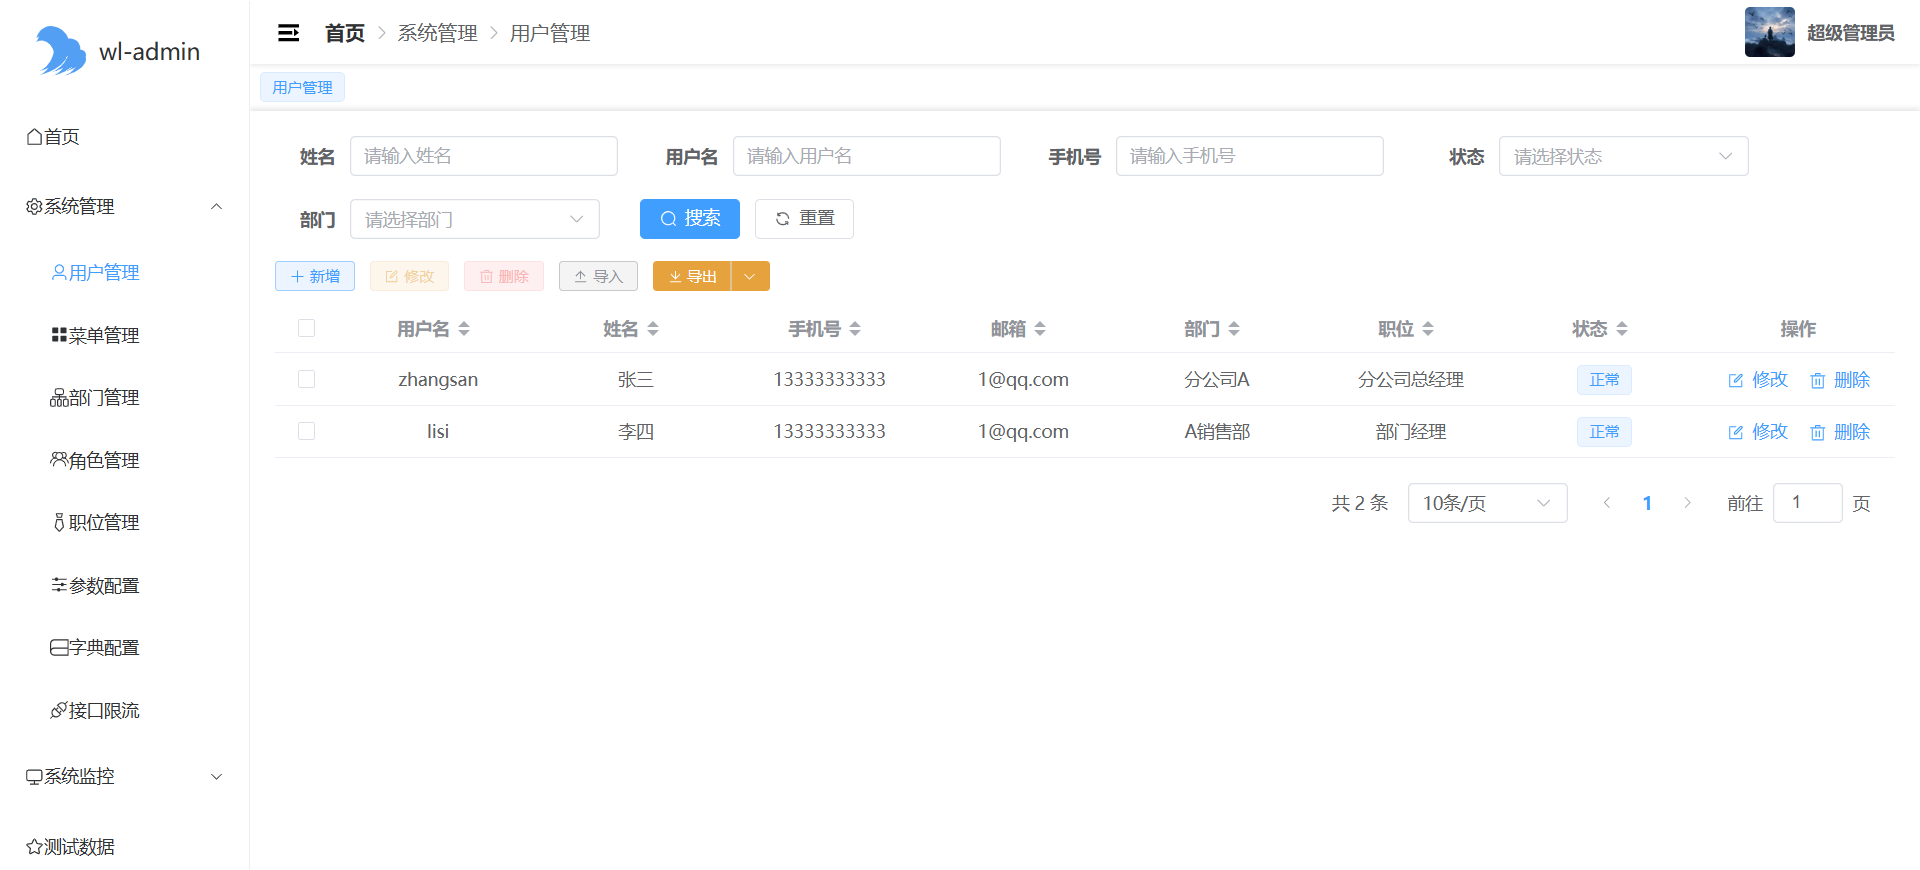 wl-admin
首页
系统管理
用户管理
菜单管理
部门管理
角色管理
职位管理
参数配置
字典配置
接口限流
系统监控
测试数据
首页 > 系统管理 > 用户管理
超级管理员
用户管理
姓名 请输入姓名 用户名 请输入用户名 手机号 请输入手机号 状态 请选择状态
部门 请选择部门 搜索 重置
新增 修改 删除 导入 导出
用户名 姓名 手机号 邮箱 部门 职位 状态 操作
zhangsan 张三 13333333333 1@qq.com 分公司A 分公司总经理 正常 修改 删除
lisi 李四 13333333333 1@qq.com A销售部 部门经理 正常 修改 删除
共 2 条 10条/页 1 前往 1 页